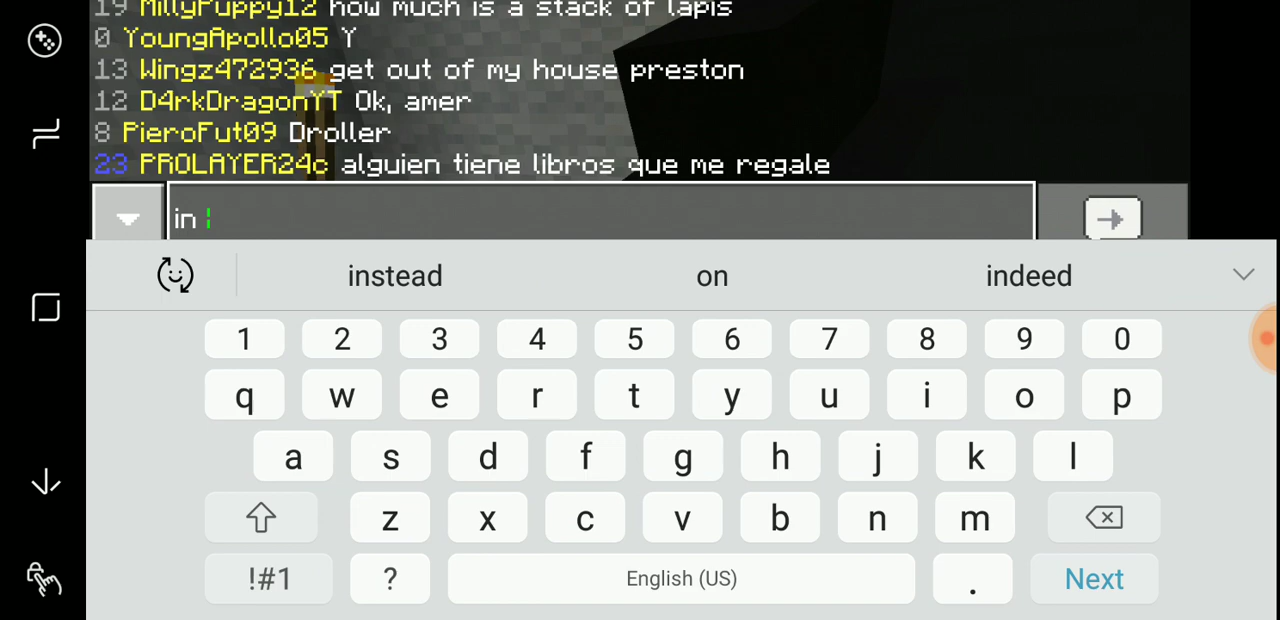 19 MillyPuppy12 how much is a stack of lapis
0 YoungApollo05 Y
13 Wingz472936 get out of my house preston
12 D4rkDragonYT Ok, amer
8 PieroFut09 Droller
23 PROLAYER24c alguien tiene libros que me regale
in
instead on indeed
1 2 3 4 5 6 7 8 9 0
q w e r t y u i o p
a s d f g h j k l
z x c v b n m
!#1 ? English (US) . Next